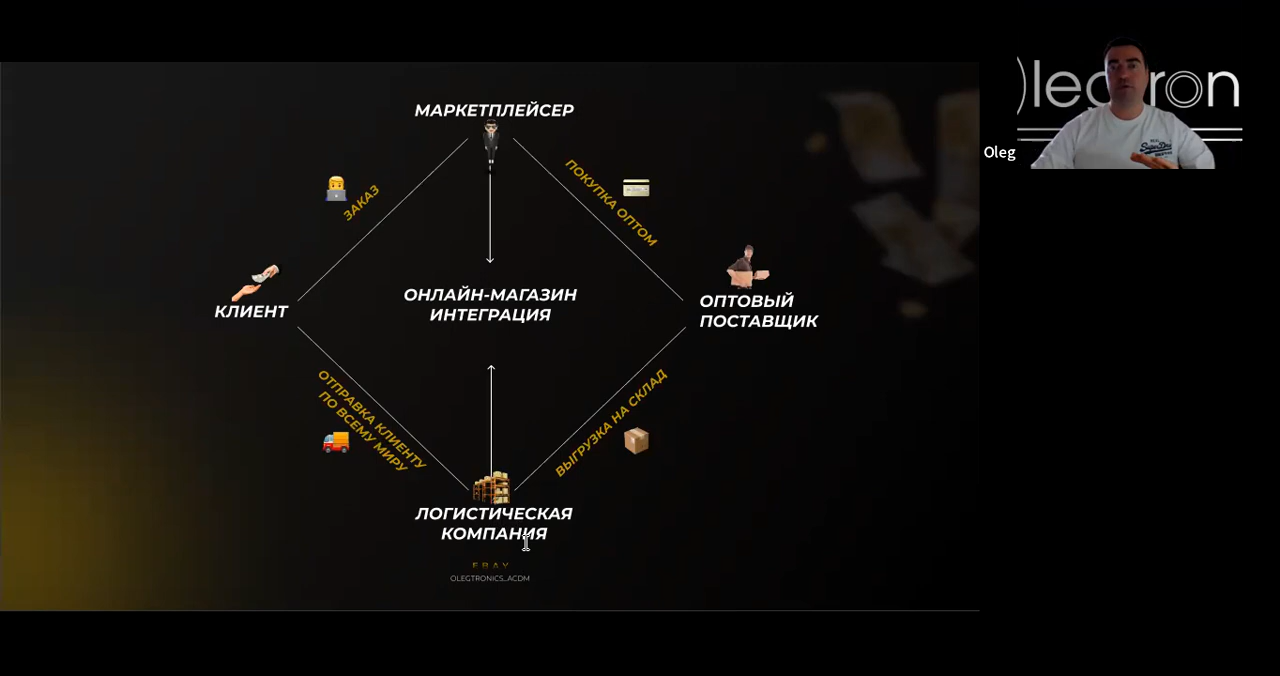 МАРКЕТПЛЕЙСЕР
ЗАКАЗ
ПОКУПКА ОПТОМ
КЛИЕНТ
ОНЛАЙН-МАГАЗИН
ИНТЕГРАЦИЯ
ОПТОВЫЙ
ПОСТАВЩИК
ОТПРАВКА КЛИЕНТУ
ПО ВСЕМУ МИРУ
ВЫГРУЗКА НА СКЛАД
ЛОГИСТИЧЕСКАЯ
КОМПАНИЯ
EBAY
OLEGTRONICS_ACDM
Oleg